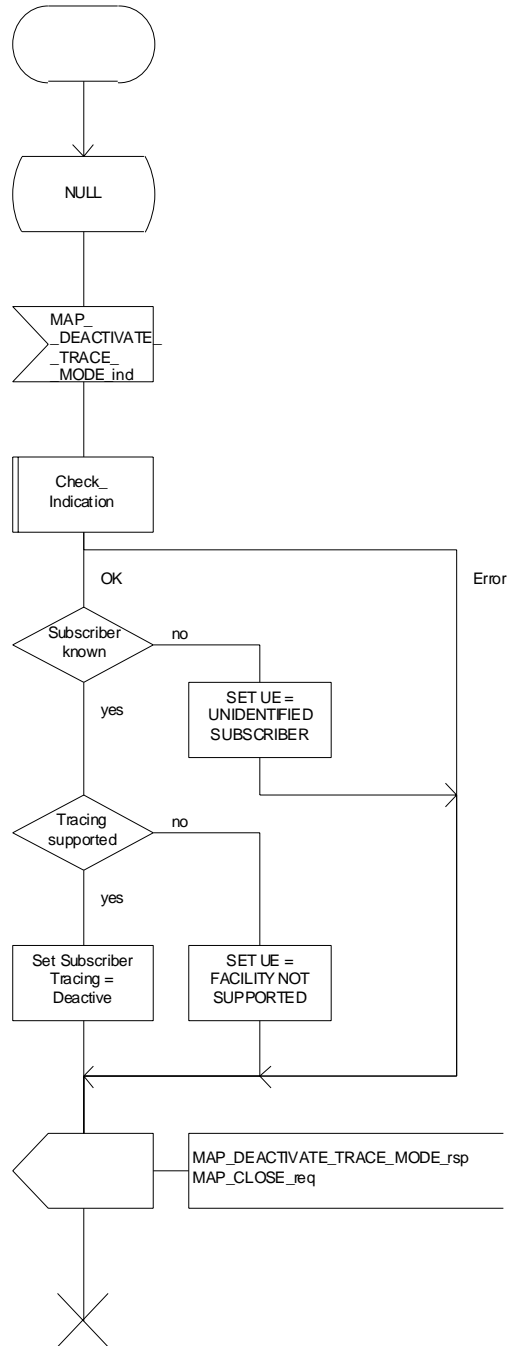 NULL
MAP_
_DEACTIVATE_
_TRACE_
_MODE_ind
Check_
Indication
OK
Error
Subscriber
known
no
yes
SET UE =
UNIDENTIFIED
SUBSCRIBER
Tracing
supported
no
yes
Set Subscriber
Tracing =
Deactive
SET UE =
FACILITY NOT
SUPPORTED
MAP_DEACTIVATE_TRACE_MODE_rsp
MAP_CLOSE_req